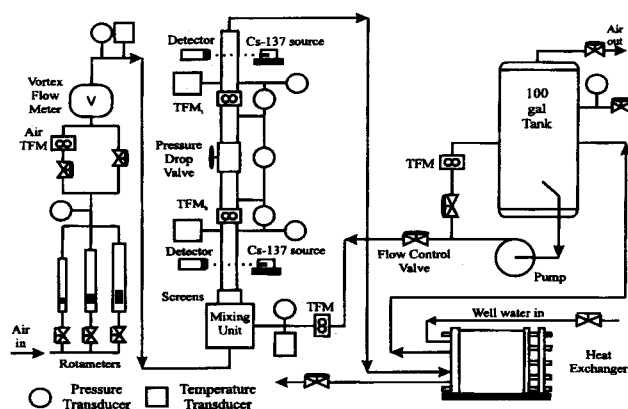 Detector
Cs-137 source
Air
out
Vortex
Flow
Meter
V
TFM
100
gal
Tank
Air
TFM
Pressure
Drop
Valve
TFM
TFM
Detector
Cs-137 source
Flow Control
Valve
Pump
Screens
Mixing
Unit
TFM
Well water in
Air
in
Rotameters
Heat
Exchanger
Pressure
Transducer
Temperature
Transducer